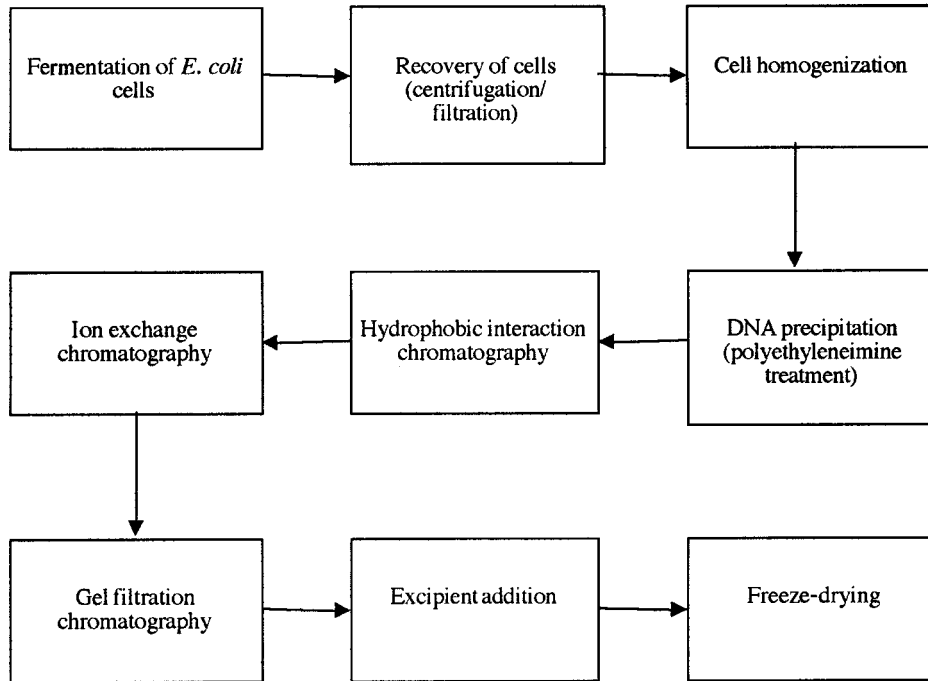 Fermentation of E. coli
cells
Recovery of cells
(centrifugation/
filtration)
Cell homogenization
DNA precipitation
(polyethyleneimine
treatment)
Hydrophobic interaction
chromatography
Ion exchange
chromatography
Gel filtration
chromatography
Excipient addition
Freeze-drying